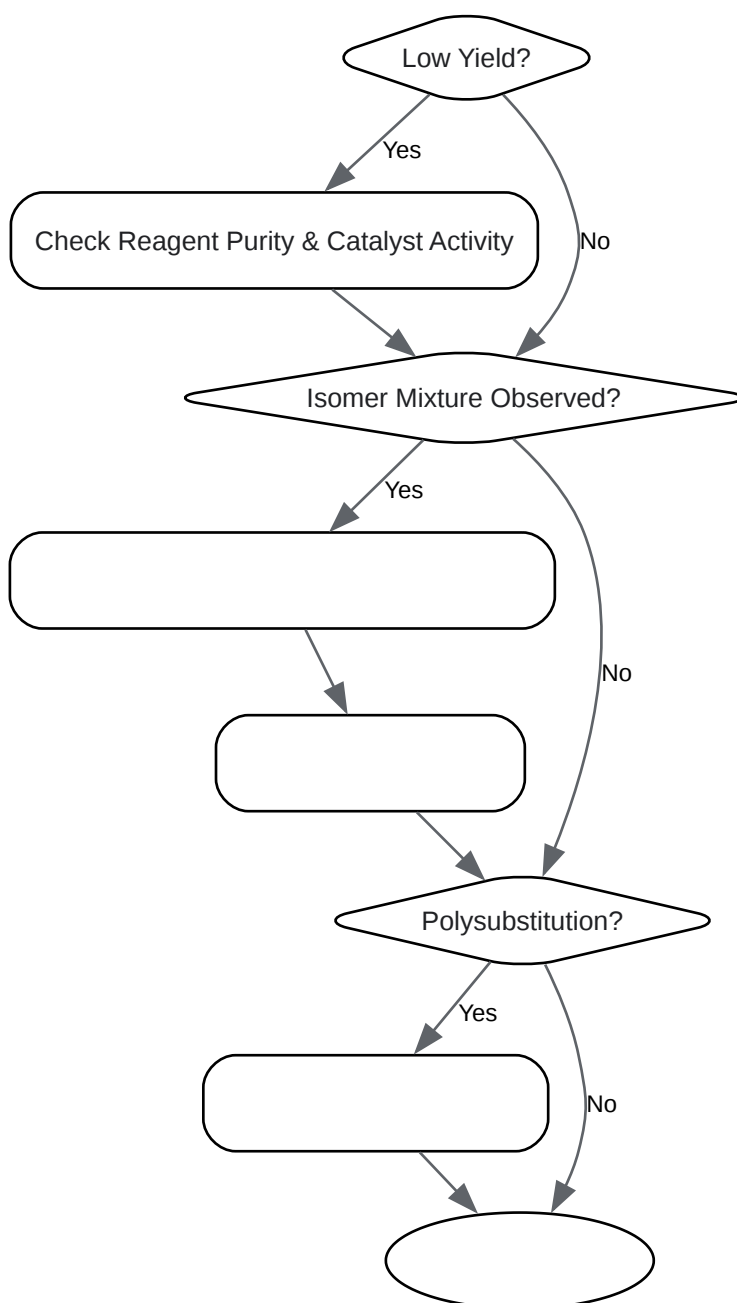 Low Yield?
Yes
Check Reagent Purity & Catalyst Activity
No
Isomer Mixture Observed?
Yes
No
Polysubstitution?
Yes
No